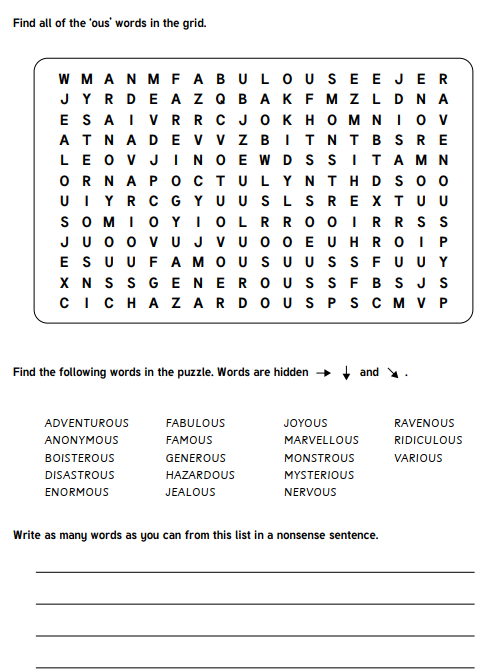 Find all of the 'ous' words in the grid.
W M A N M F A B U L O U S E E J E R
J Y R D E A Z Q B A K F M Z L D N A
E S A I V R R C J O K H O M N I O V
A T N A D E V V Z B I T N T B S R E
L E O V J I N O E W D S S I T A M N
O R N A P O C T U L Y N T H D S O O
U I Y R C G Y U U S L S R E X T U U
S O M I O Y I O L R R O O I R R S S
J U O O V U J V U O O E U H R O I P
E S U U F A M O U S U U S S F U U Y
X N S S G E N E R O U S S F B S J S
C I C H A Z A R D O U S P S C M V P
Find the following words in the puzzle. Words are hidden → ↓ and ↘ .
ADVENTUROUS FABULOUS JOYOUS RAVENOUS
ANONYMOUS FAMOUS MARVELLOUS RIDICULOUS
BOISTEROUS GENEROUS MONSTROUS VARIOUS
DISASTROUS HAZARDOUS MYSTERIOUS
ENORMOUS JEALOUS NERVOUS
Write as many words as you can from this list in a nonsense sentence.